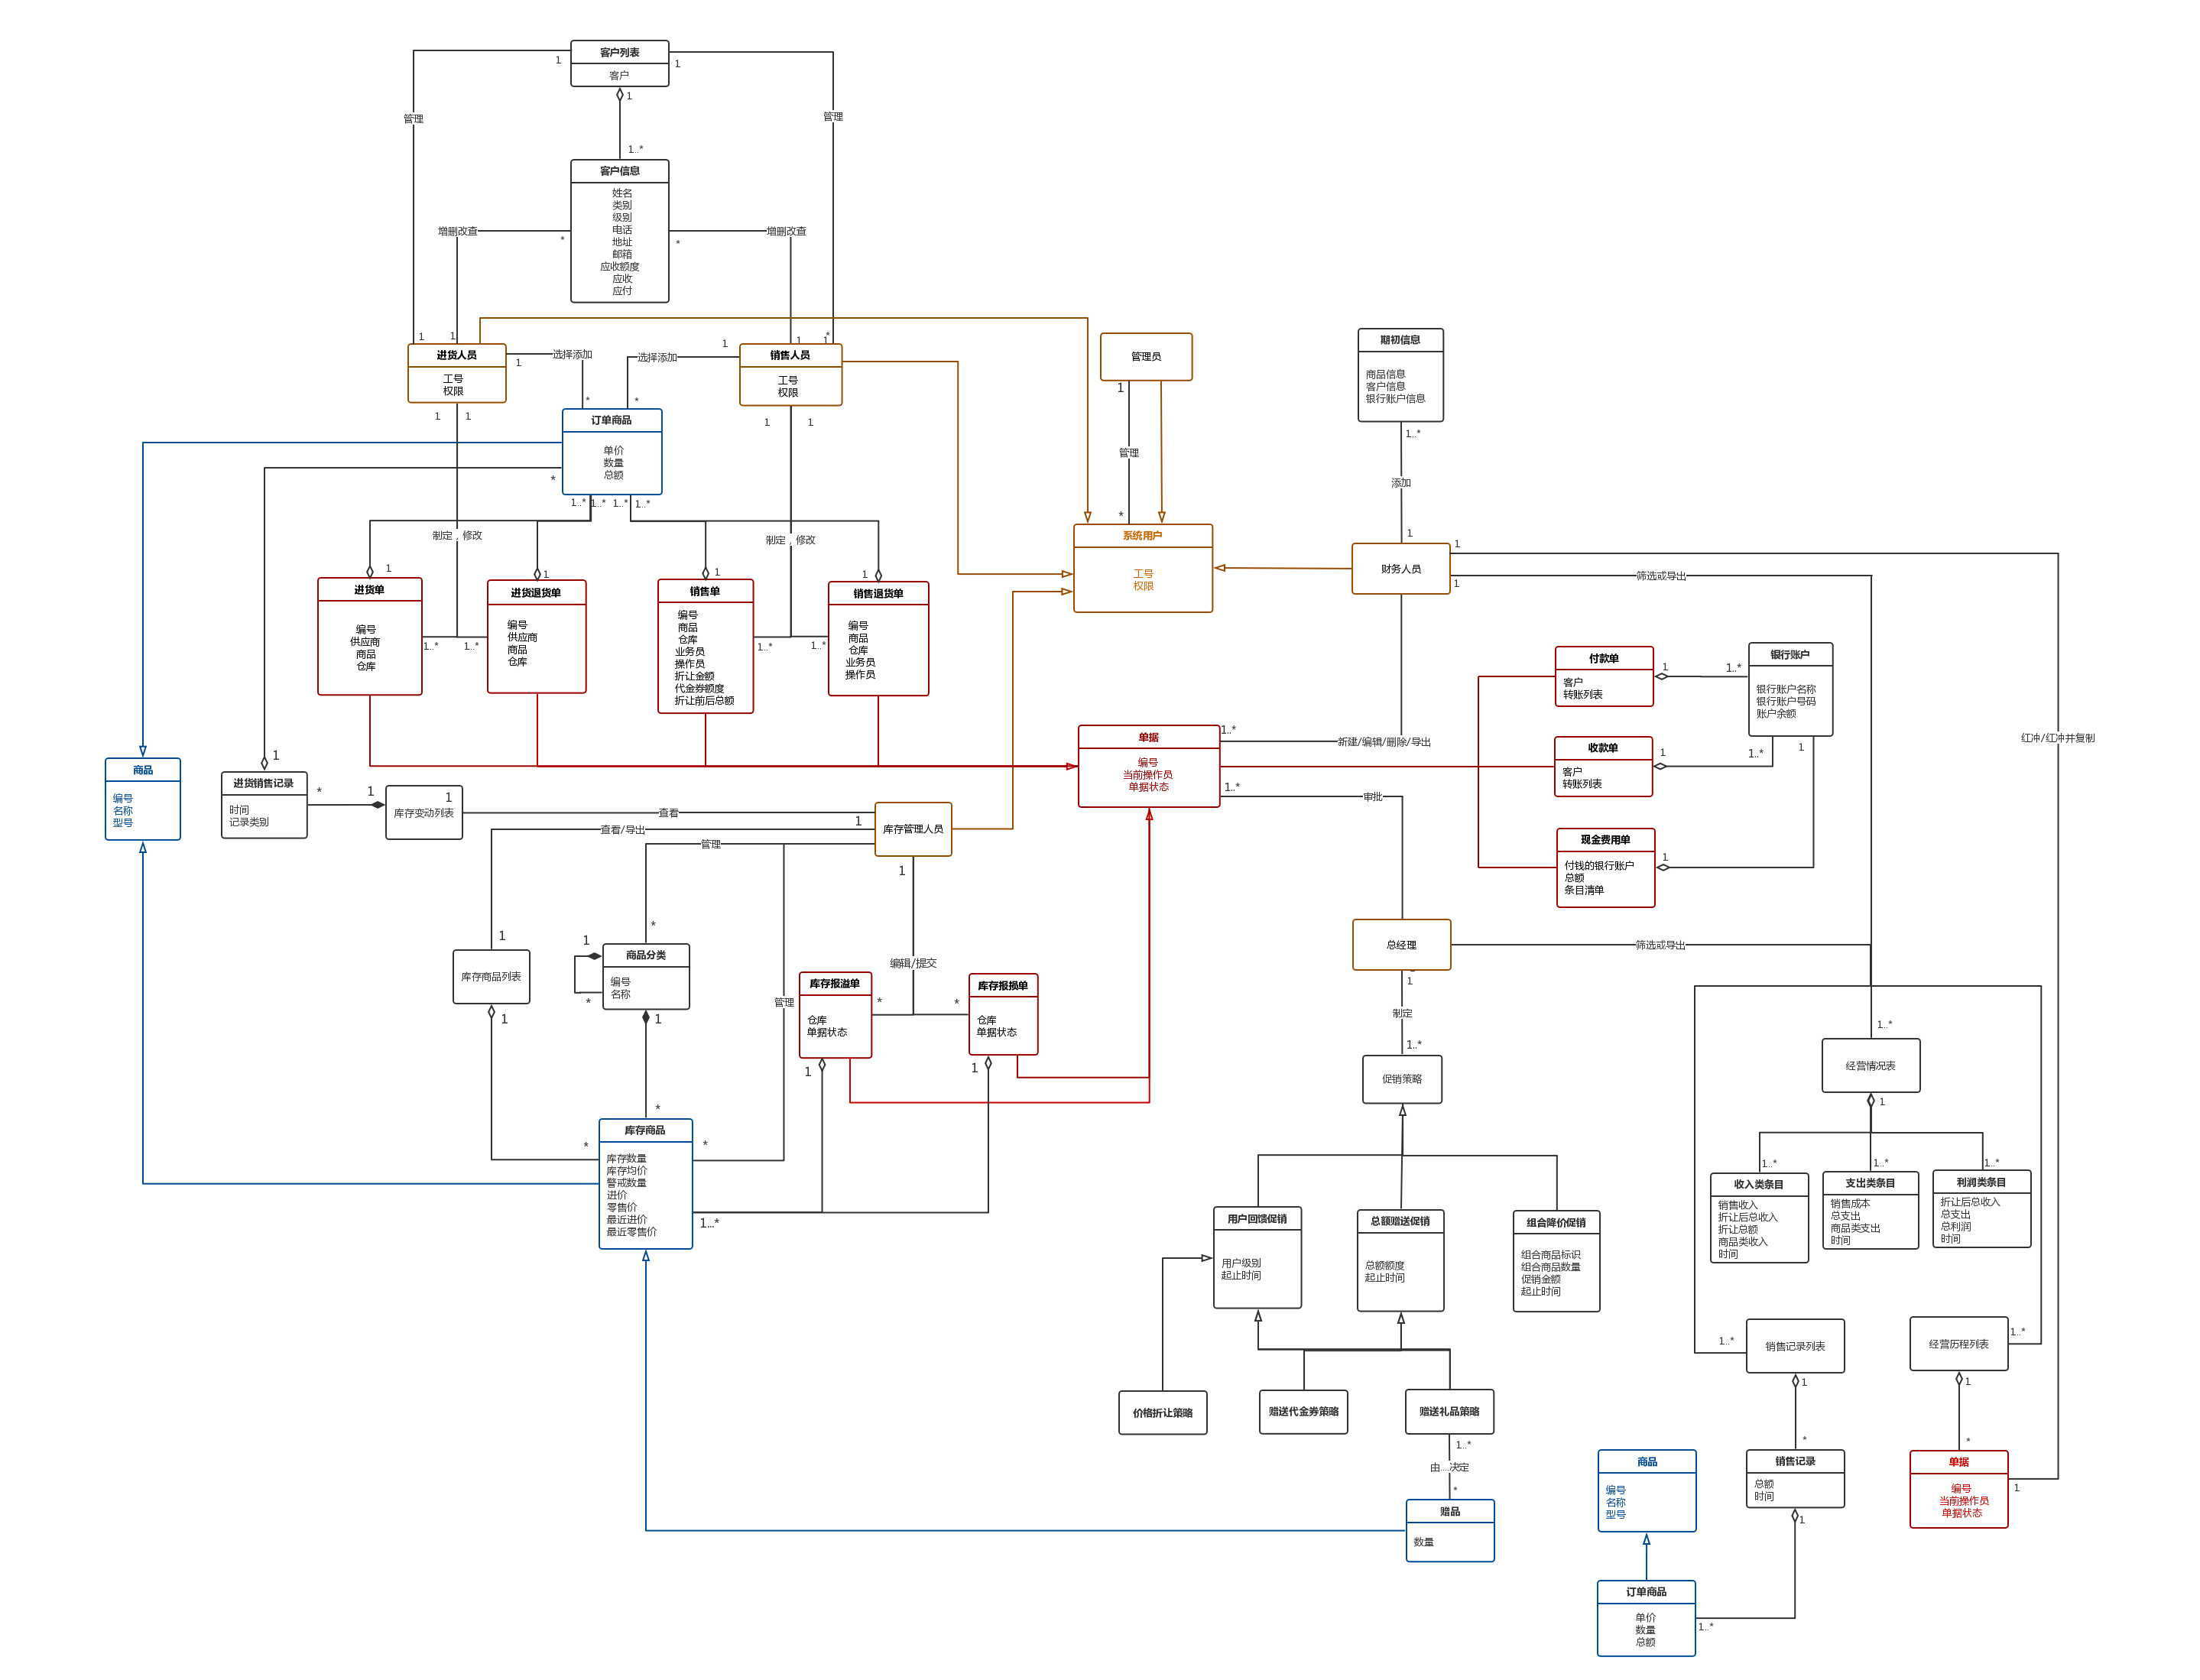 客户列表
客户
1
1
1
管理
管理
1..*
客户信息
姓名
类别
级别
电话
地址
邮箱
应收额度
应收
应付
增删改查
*
增删改查
*
1
1
1
1
*
1
进货人员
工号
权限
1
选择添加
*
选择添加
*
1
销售人员
工号
权限
管理员
1
管理
*
期初信息
商品信息
客户信息
银行账户信息
1..*
添加
1
1
1
1
1
订单商品
单价
数量
总额
*
1..*
1..*
1..*
1..*
制定，修改
制定，修改
系统用户
工号
权限
财务人员
1
1
筛选或导出
1
1
1
1
进货单
编号
供应商
商品
仓库
进货退货单
编号
供应商
商品
仓库
销售单
编号
商品
仓库
业务员
操作员
折让金额
代金券额度
折让前后总额
销售退货单
编号
商品
仓库
业务员
操作员
1..*
1..*
1..*
1..*
付款单
客户
转账列表
1
1..*
银行账户
银行账户名称
银行账户号码
账户余额
单据
编号
当前操作员
单据状态
1..*
新建/编辑/删除/导出
1..*
审批
收款单
客户
转账列表
1
1..*
1
红冲/红冲并复制
商品
编号
名称
型号
1
进货销售记录
时间
记录类别
*
1
库存变动列表
1
查看
1
库存管理人员
查看/导出
管理
1
现金费用单
付钱的银行账户
总额
条目清单
1
总经理
筛选或导出
1
1
库存商品列表
1
*
1
商品分类
编号
名称
*
1
编辑/提交
管理
库存报溢单
仓库
单据状态
*
*
库存报损单
仓库
单据状态
1
1
制定
1..*
促销策略
1..*
经营情况表
1
*
库存商品
库存数量
库存均价
警戒数量
进价
零售价
最近进价
最近零售价
*
*
1..*
1..*
1..*
1..*
收入类条目
销售收入
折让后总收入
折让总额
商品类收入
时间
支出类条目
销售成本
总支出
商品类支出
时间
利润类条目
折让后总收入
总支出
总利润
时间
用户回馈促销
用户级别
起止时间
总额赠送促销
总额额度
起止时间
组合降价促销
组合商品标识
组合商品数量
促销金额
起止时间
1..*
销售记录列表
1
经营历程列表
1..*
1
价格折让策略
赠送代金券策略
赠送礼品策略
1..*
由....决定
*
赠品
数量
商品
编号
名称
型号
*
销售记录
总额
时间
1
*
单据
编号
当前操作员
单据状态
1
订单商品
单价
数量
总额
1..*